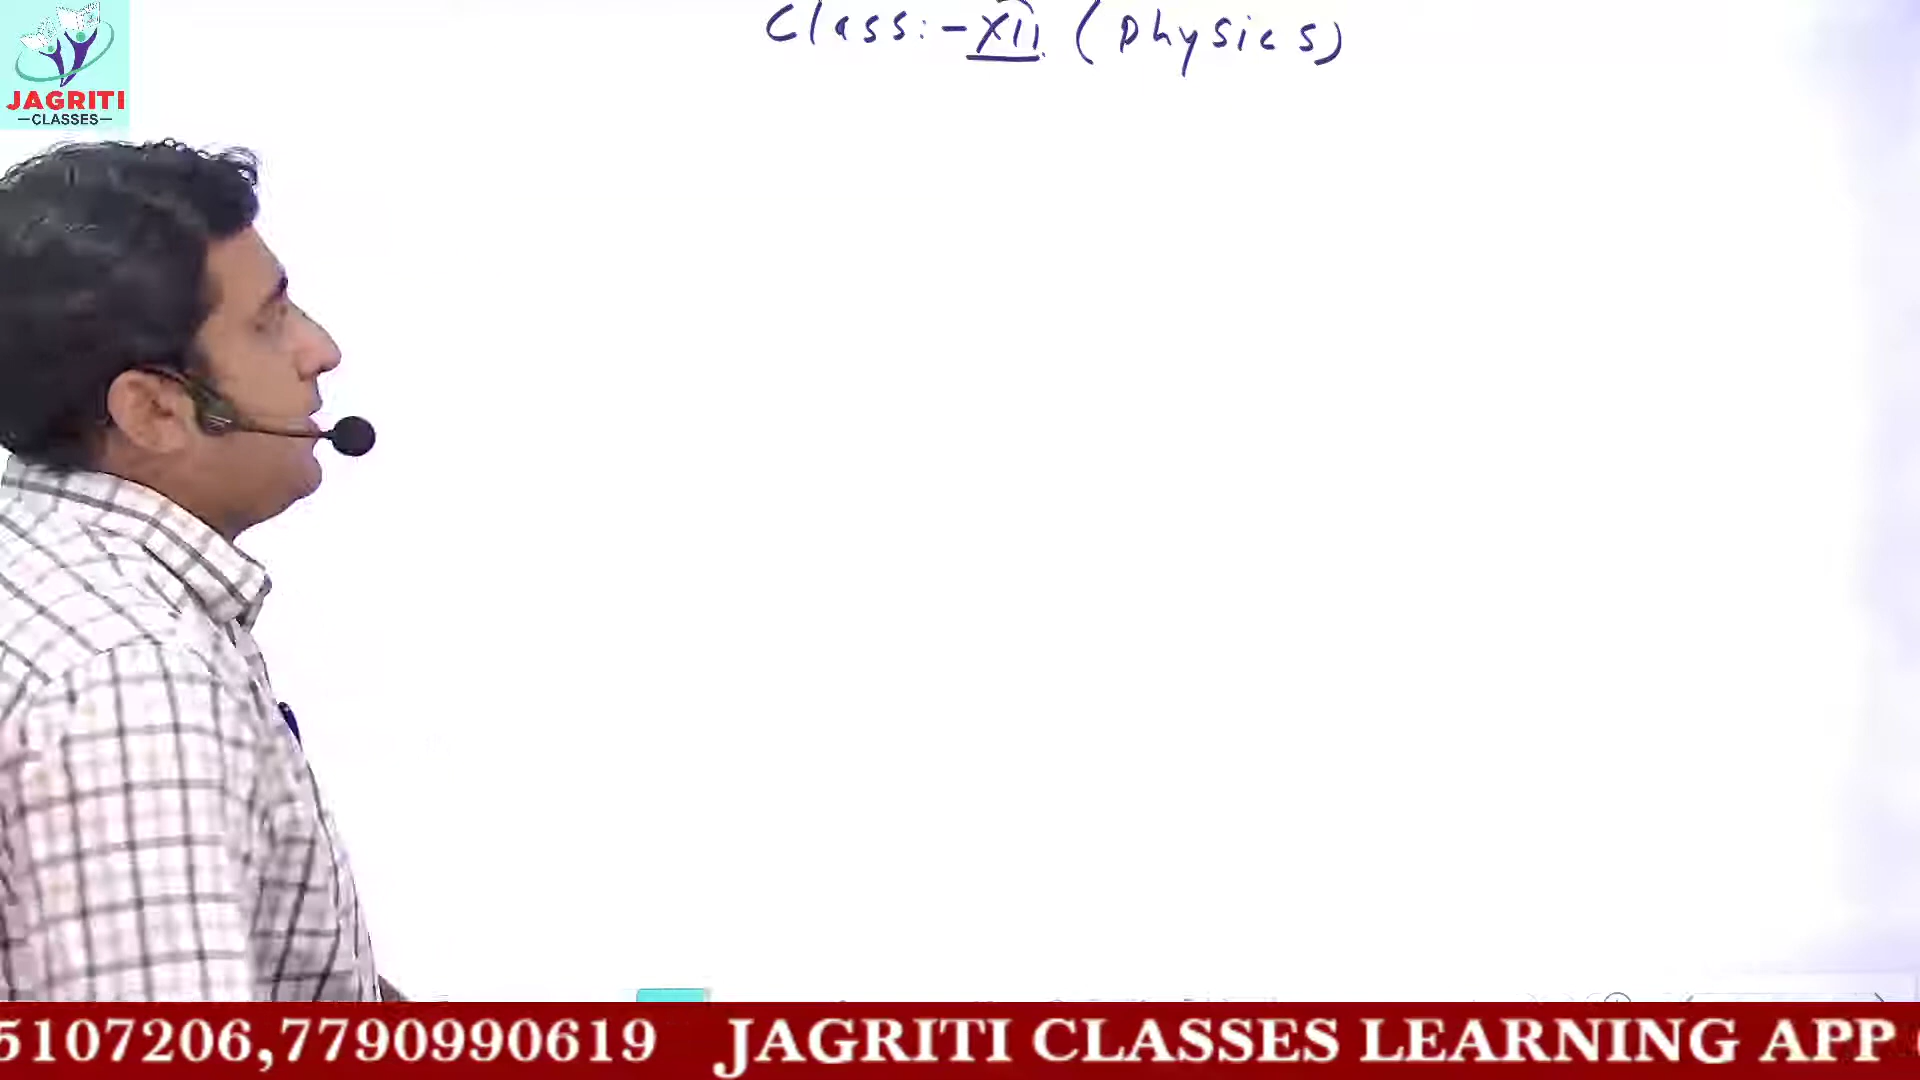 Class:-XII (Physics)
JAGRITI
—CLASSES—
5107206,7790990619 JAGRITI CLASSES LEARNING APP